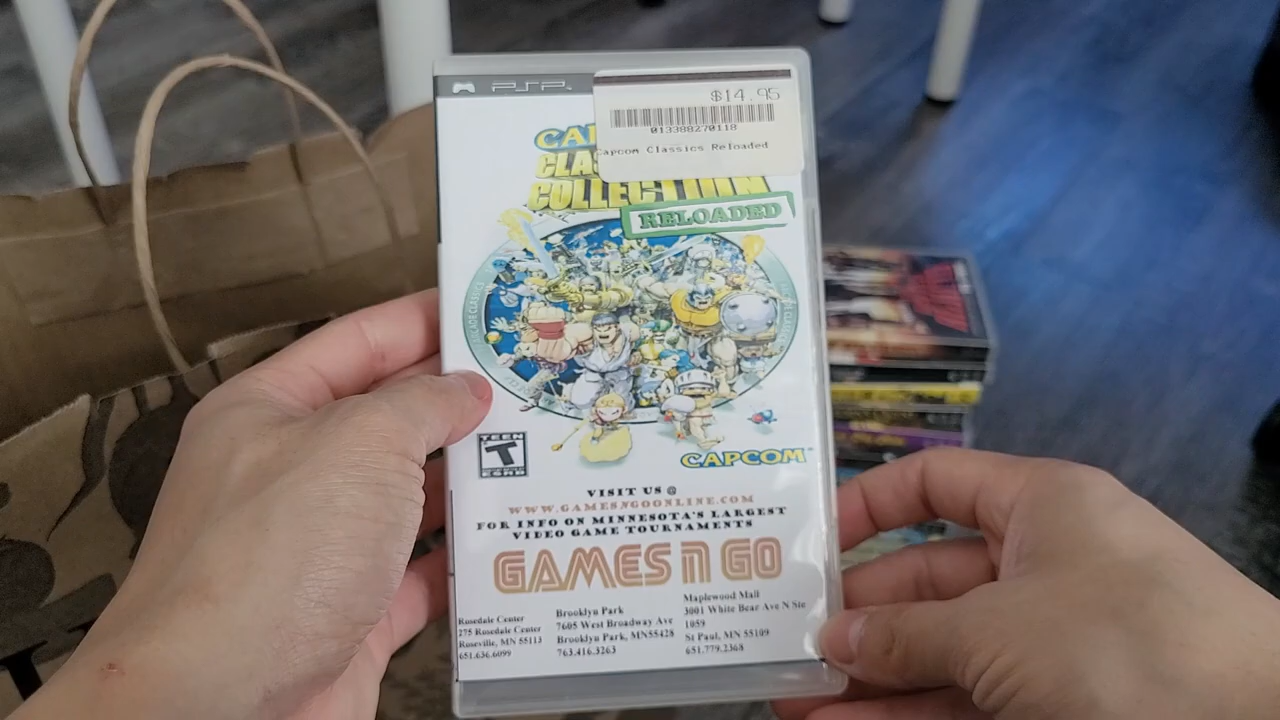 PSP
$14.95
013388270118
Capcom Classics Reloaded
CLA
COLLECTION
RELOADED
TEEN
T
ESRB
CAPCOM
VISIT US @
WWW.GAMESNGOONLINE.COM
FOR INFO ON MINNESOTA'S LARGEST
VIDEO GAME TOURNAMENTS
GAMES N GO
Rosedale Center
275 Rosedale Center
Roseville, MN 55113
651.636.6099
Brooklyn Park
7605 West Broadway Ave
Brooklyn Park, MN55428
763.416.3263
Maplewood Mall
3001 White Bear Ave N Ste
1059
St Paul, MN 55109
651.779.2368